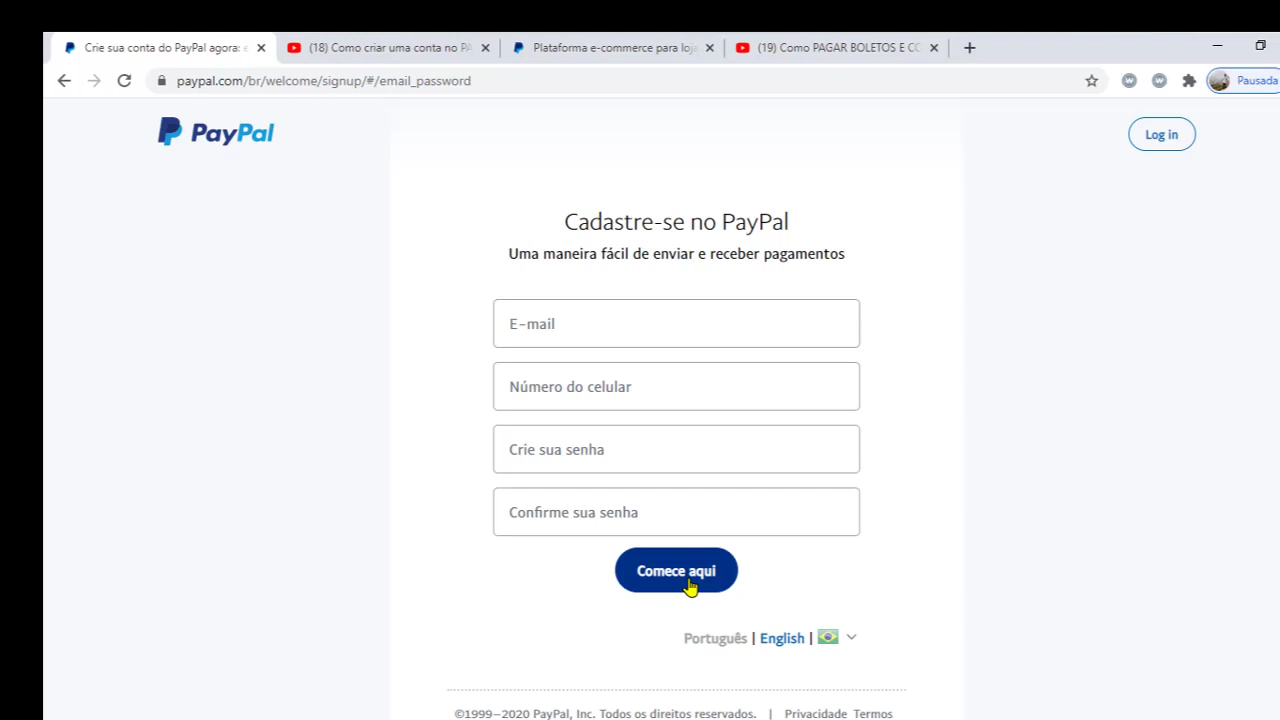 Crie sua conta do PayPal agora: é
(18) Como criar uma conta no PA
Plataforma e-commerce para loja
(19) Como PAGAR BOLETOS E CO
paypal.com/br/welcome/signup/#/email_password
Pausada
PayPal
Log in
Cadastre-se no PayPal
Uma maneira fácil de enviar e receber pagamentos
E-mail
Número do celular
Crie sua senha
Confirme sua senha
Comece aqui
Português | English |
©1999-2020 PayPal, Inc. Todos os direitos reservados. | Privacidade Termos